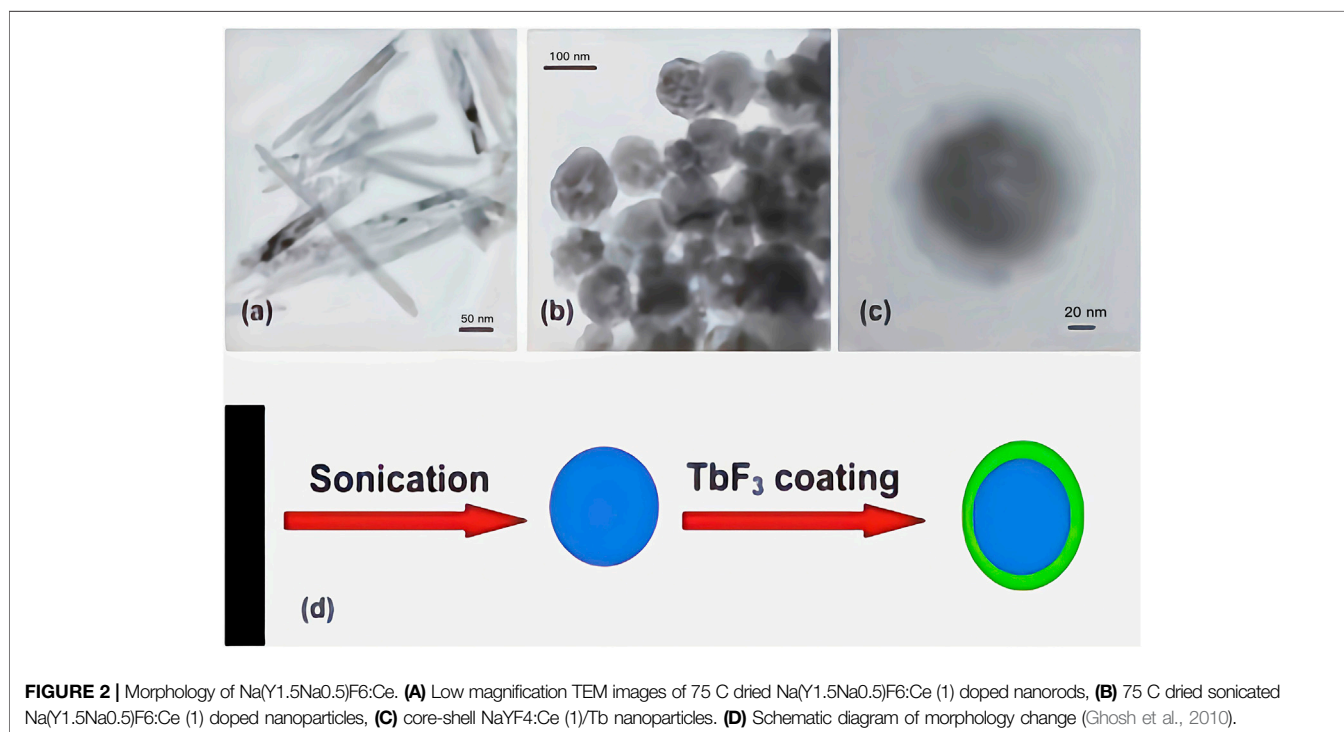 100 nm
(a)
50 nm
(b)
(c)
20 nm
Sonication
TbF3 coating
(d)
FIGURE 2 | Morphology of Na(Y1.5Na0.5)F6:Ce. (A) Low magnification TEM images of 75 C dried Na(Y1.5Na0.5)F6:Ce (1) doped nanorods, (B) 75 C dried sonicated
Na(Y1.5Na0.5)F6:Ce (1) doped nanoparticles, (C) core-shell NaYF4:Ce (1)/Tb nanoparticles. (D) Schematic diagram of morphology change (Ghosh et al., 2010).